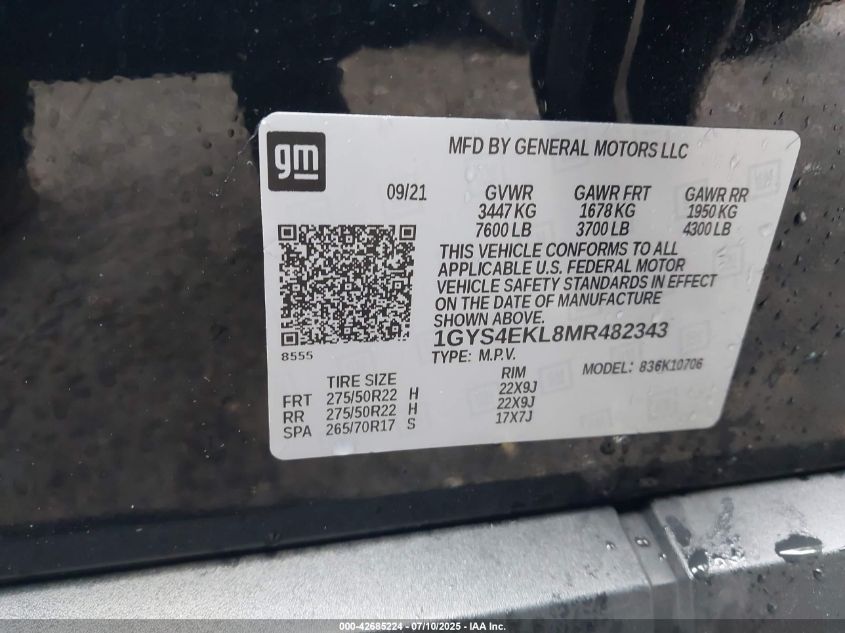 gm
MFD BY GENERAL MOTORS LLC
09/21 GVWR GAWR FRT GAWR RR
3447 KG 1678 KG 1950 KG
7600 LB 3700 LB 4300 LB
THIS VEHICLE CONFORMS TO ALL
APPLICABLE U.S. FEDERAL MOTOR
VEHICLE SAFETY STANDARDS IN EFFECT
ON THE DATE OF MANUFACTURE
SHOWN ABOVE.
1GYS4EKL8MR482343
8555
TYPE: M.P.V. MODEL: 836K10706
TIRE SIZE RIM
FRT 275/50R22 H 22X9J
RR 275/50R22 H 22X9J
SPA 265/70R17 S 17X7J
000-42685224 - 07/10/2025 - IAA Inc.